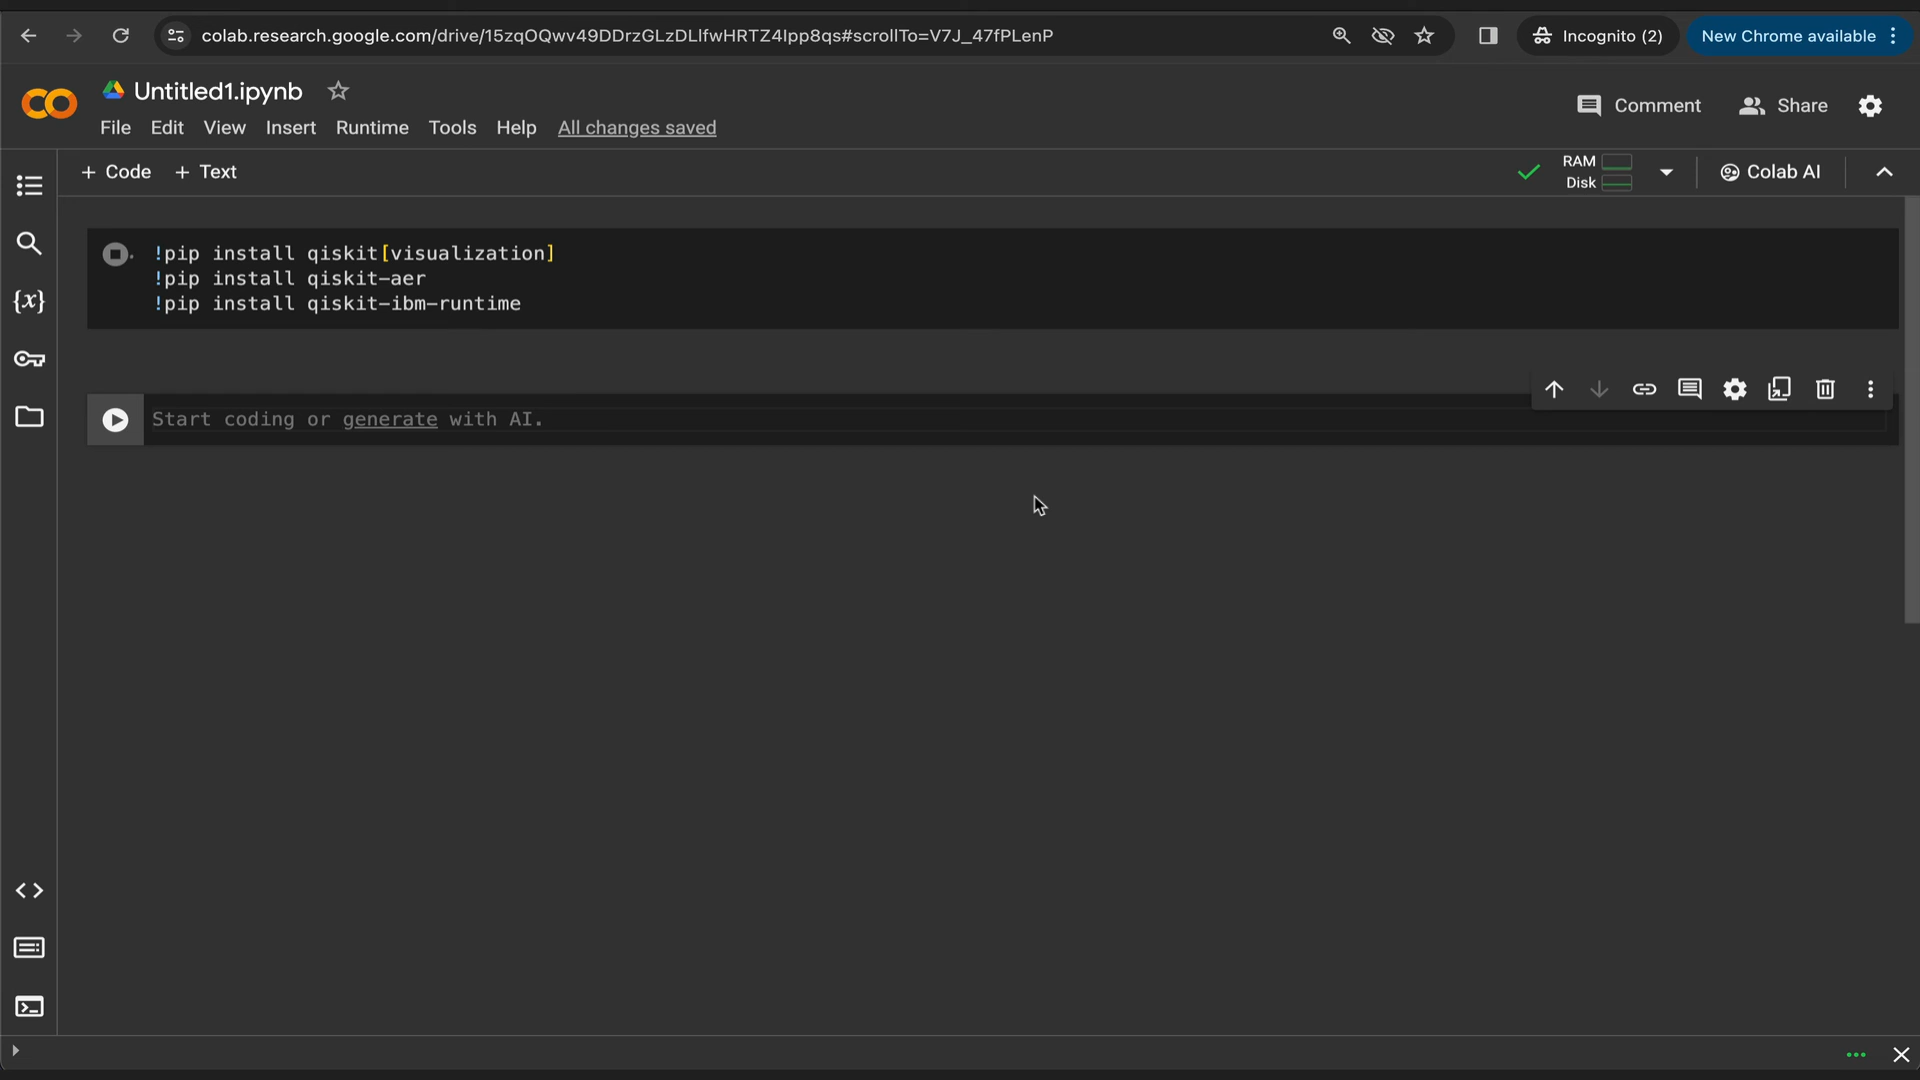 colab.research.google.com/drive/15zqOQwv49DDrzGLzDLlfwHRTZ4Ipp8qs#scrollTo=V7J_47fPLenP
Incognito (2)
New Chrome available
Untitled1.ipynb
Comment
Share
File Edit View Insert Runtime Tools Help All changes saved
+ Code + Text
RAM
Disk
Colab AI
!pip install qiskit[visualization]
!pip install qiskit-aer
!pip install qiskit-ibm-runtime
Start coding or generate with AI.